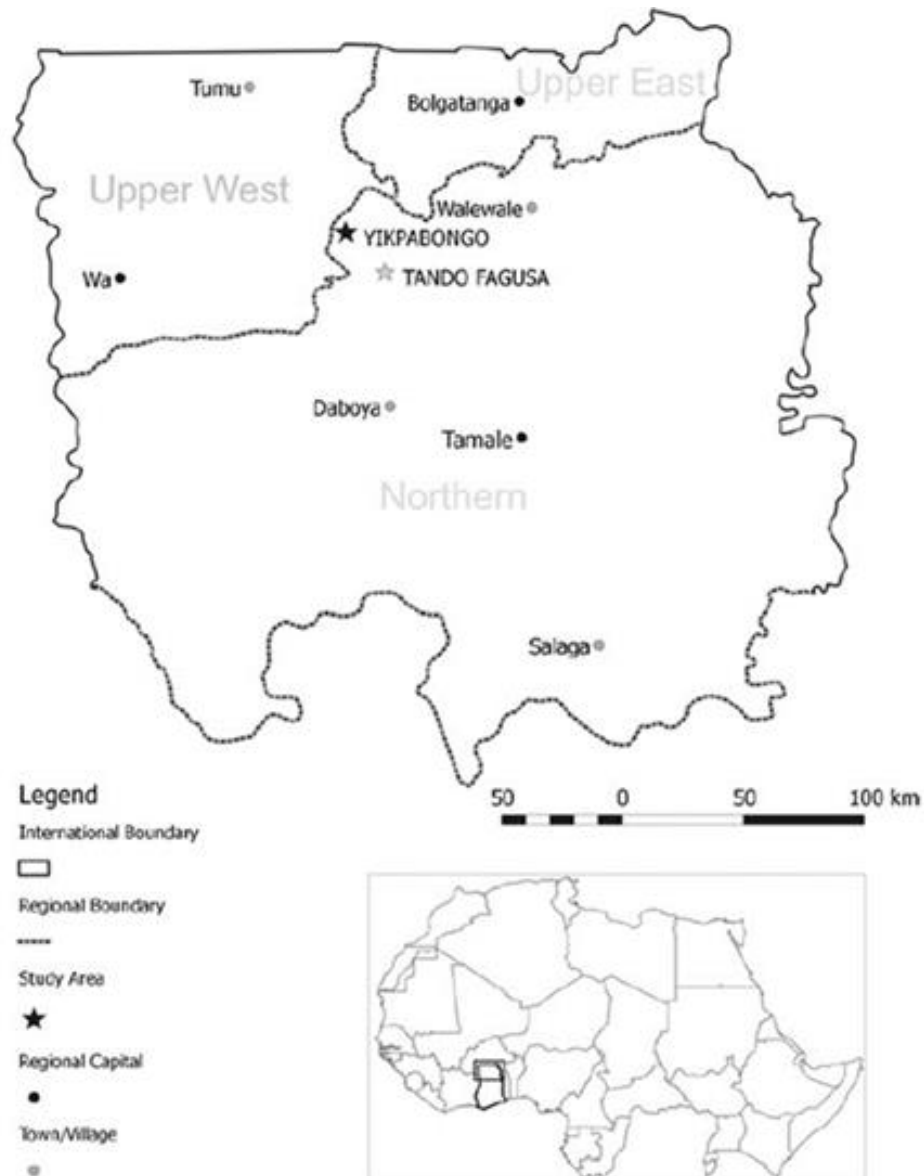 Upper East
Tumu
Bolgatanga
Upper West
Walewale
YIKPABONGO
Wa
TANDO FAGUSA
Daboya
Tamale
Northern
Salaga
Legend
50 0 50 100 km
International Boundary
Regional Boundary
Study Area
Regional Capital
Town/Village